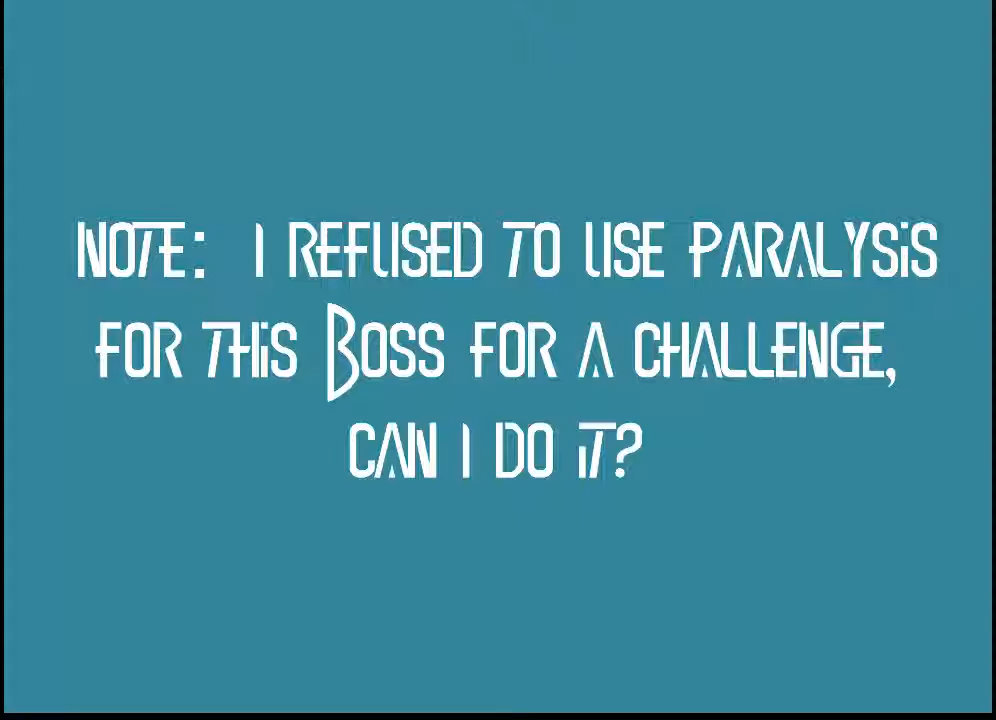 NOTE: I REFUSED TO USE PARALYSIS
FOR THIS BOSS FOR A CHALLENGE,
CAN I DO IT?